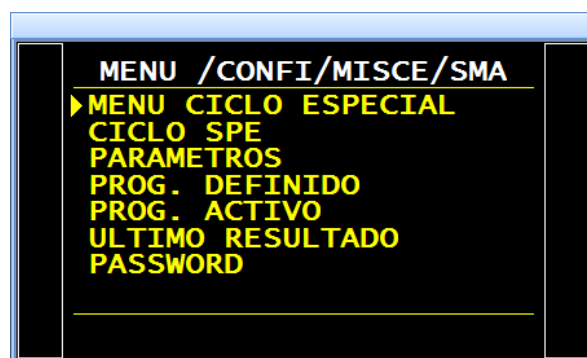 MENU /CONFI/MISCE/SMA
MENU CICLO ESPECIAL
CICLO SPE
PARAMETROS
PROG. DEFINIDO
PROG. ACTIVO
ULTIMO RESULTADO
PASSWORD